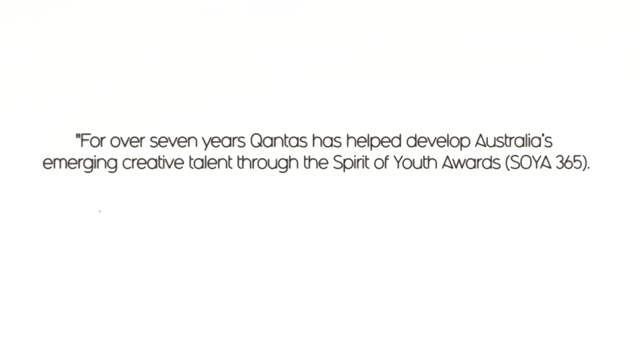 "For over seven years Qantas has helped develop Australia's
emerging creative talent through the Spirit of Youth Awards (SOYA 365).